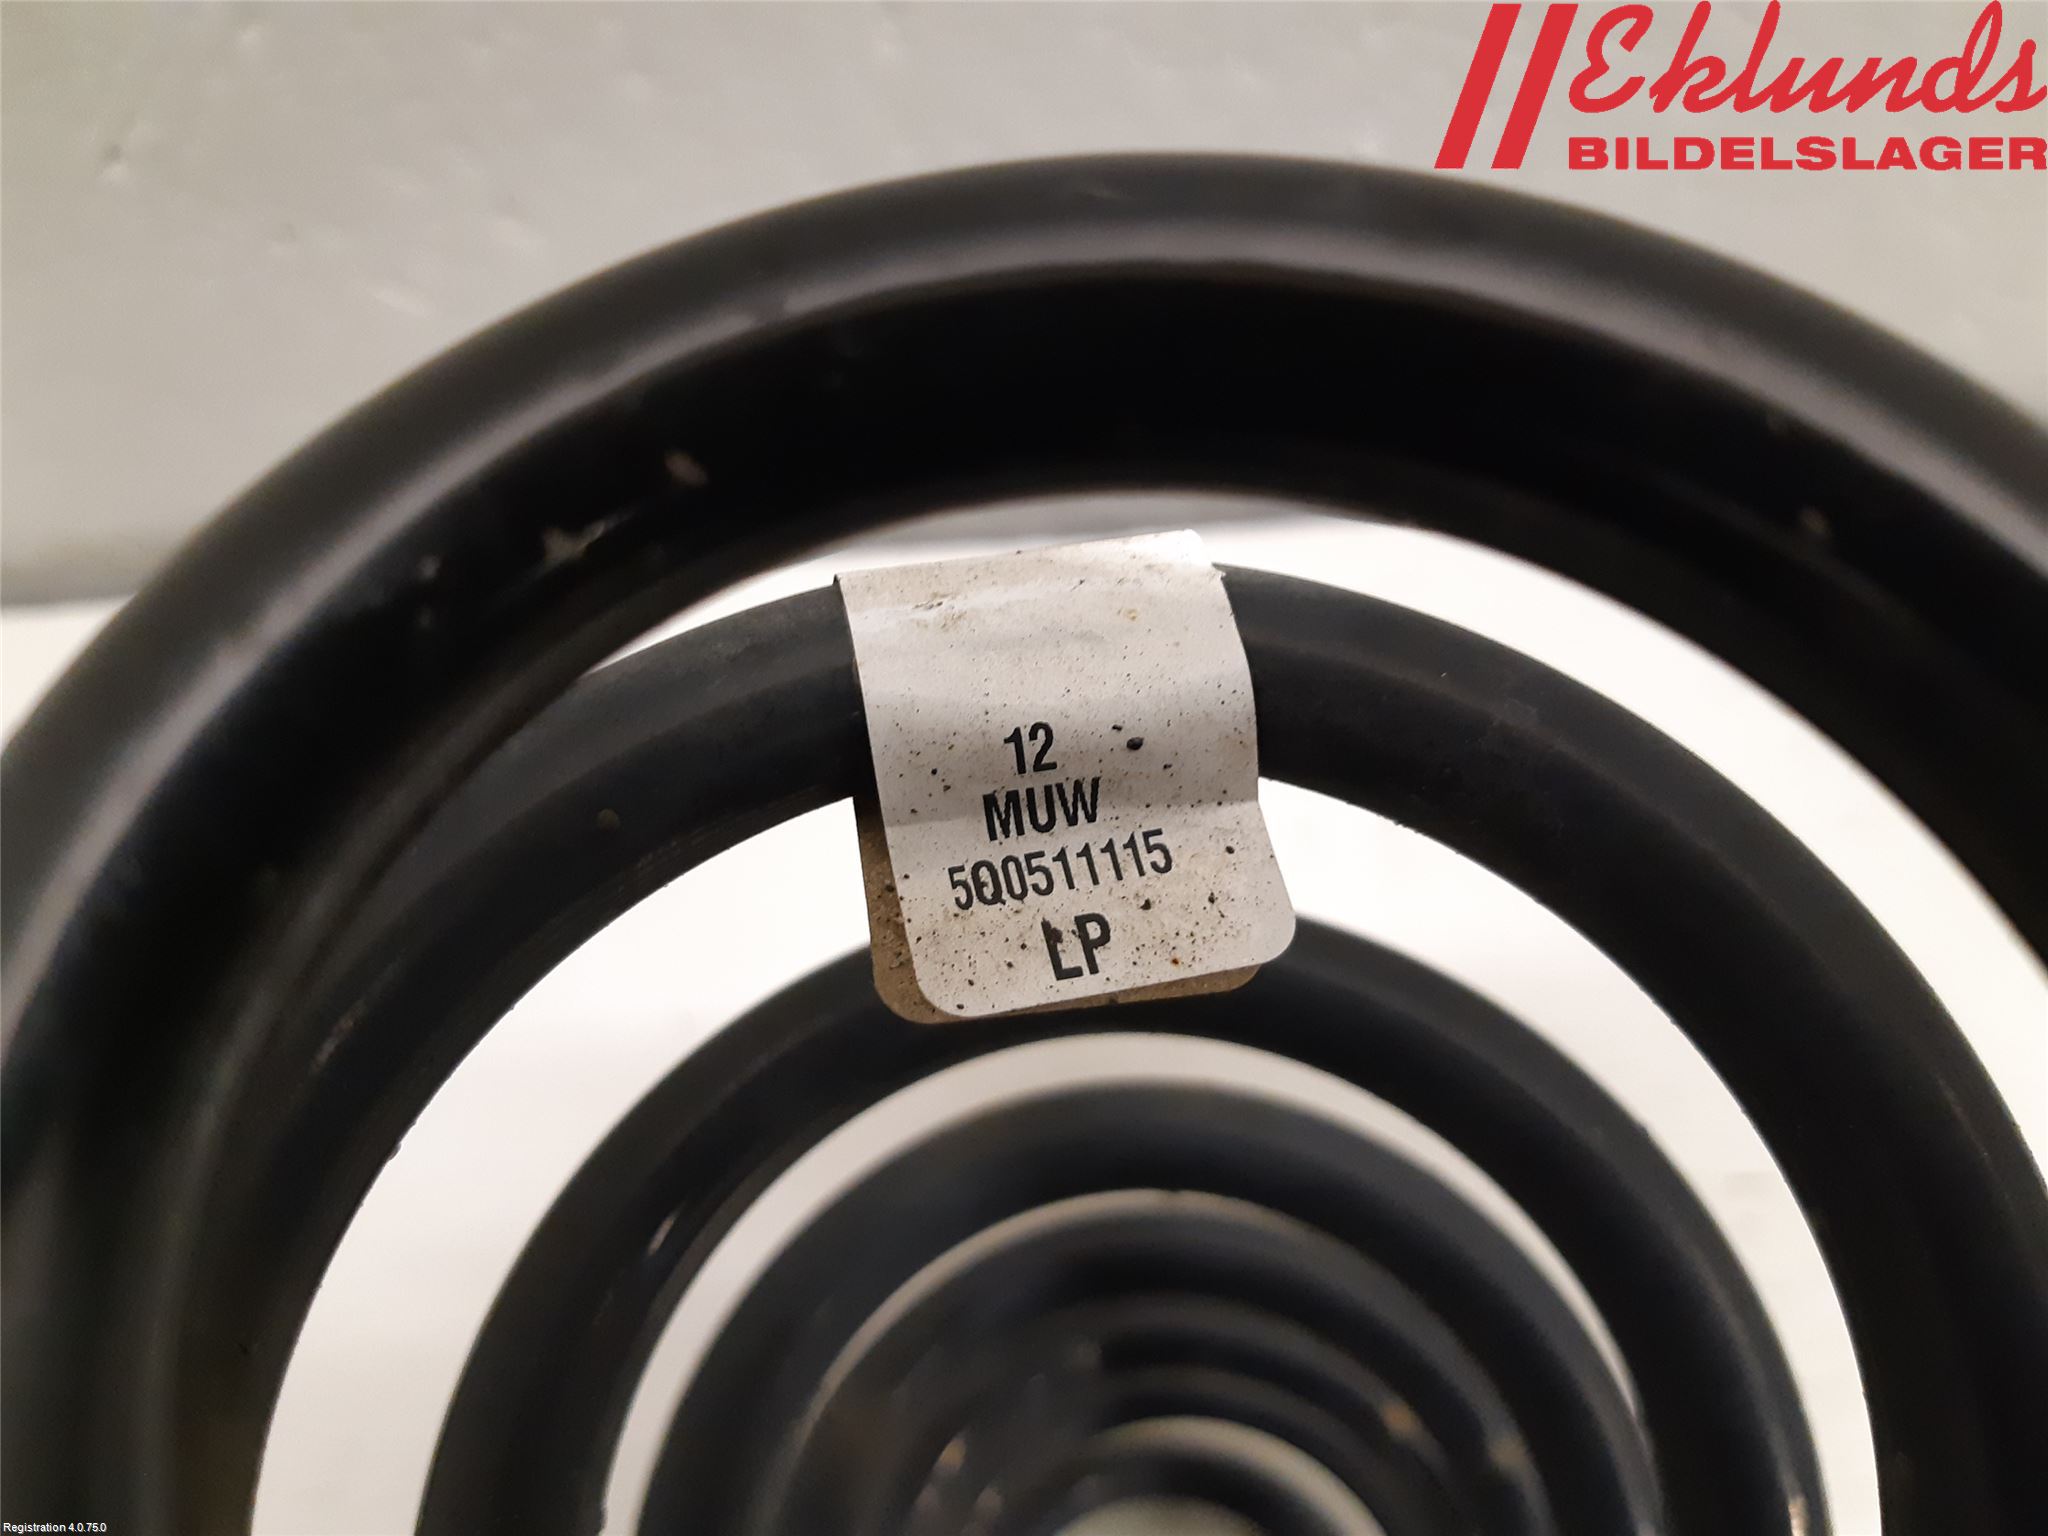 Eklunds
BILDELSLAGER
12
MUW
5Q0511115
LP
Registration 4.0.75.0